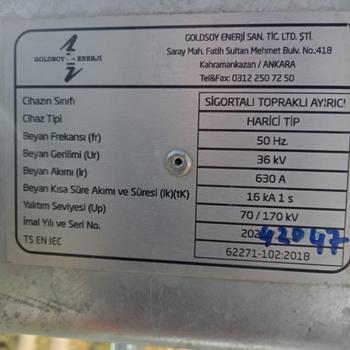 GOLDSOY ENERJİ
GOLDSOY ENERJİ SAN. TİC. LTD. ŞTİ.
Saray Mah. Fatih Sultan Mehmet Bulv. No.:418
Kahramankazan / ANKARA
Tel&Fax: 0312 250 72 50
Cihazın Sınıfı SİGORTALI TOPRAKLI AYIRICI
Cihaz Tipi HARİCİ TİP
Beyan Frekansı (fr) 50 Hz.
Beyan Gerilimi (Ur) 36 kV
Beyan Akımı (Ir) 630 A
Beyan Kısa Süre Akımı ve Süresi (Ik)(tK) 16 kA 1 s
Yalıtım Seviyesi (Up) 70 / 170 kV
İmal Yılı ve Seri No. 42047
TS EN IEC 62271-102:2018